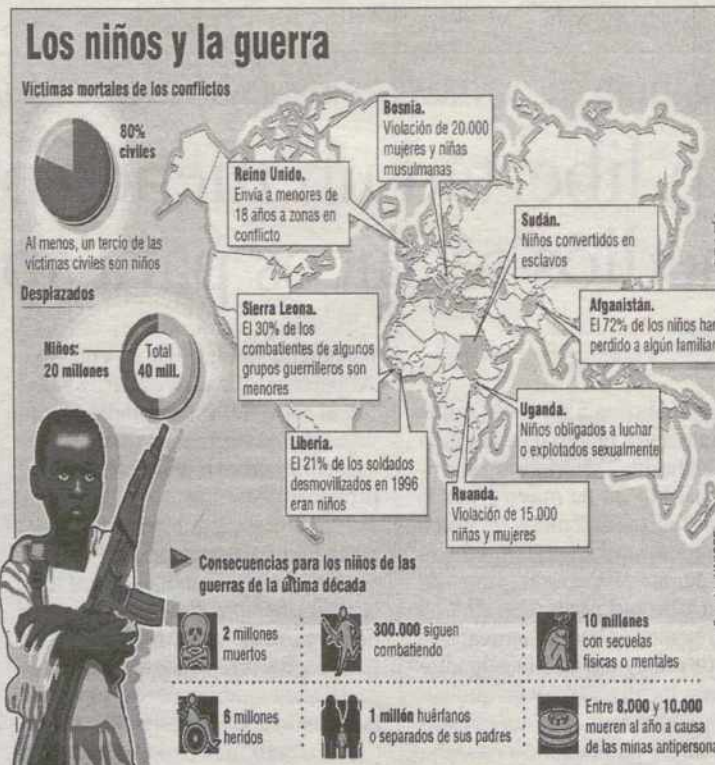 Los niños y la guerra
Víctimas mortales de los conflictos
80%
civiles
Al menos, un tercio de las
víctimas civiles son niños
Desplazados
Niños:
20 millones
Total
40 mill.
Bosnia.
Violación de 20.000
mujeres y niñas
musulmanas
Reino Unido.
Envía a menores de
18 años a zonas en
conflicto
Sudán.
Niños convertidos en
esclavos
Sierra Leona.
El 30% de los
combatientes de algunos
grupos guerrilleros son
menores
Afganistán.
El 72% de los niños han
perdido a algún familiar
Uganda.
Niños obligados a luchar
o explotados sexualmente
Liberia.
El 21% de los soldados
desmovilizados en 1996
eran niños
Ruanda.
Violación de 15.000
niñas y mujeres
Consecuencias para los niños de las
guerras de la última década
2 millones
muertos
300.000 siguen
combatiendo
10 millones
con secuelas
físicas o mentales
6 millones
heridos
1 millón huérfanos
o separados de sus padres
Entre 8.000 y 10.000
mueren al año a causa
de las minas antipersona